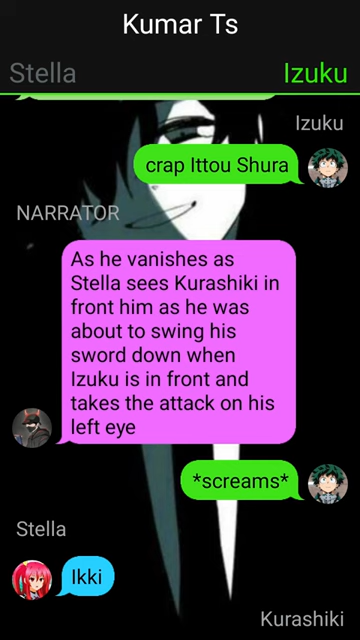 Kumar Ts
Stella Izuku
Izuku
crap Ittou Shura
NARRATOR
As he vanishes as
Stella sees Kurashiki in
front him as he was
about to swing his
sword down when
Izuku is in front and
takes the attack on his
left eye
*screams*
Stella
Ikki
Kurashiki